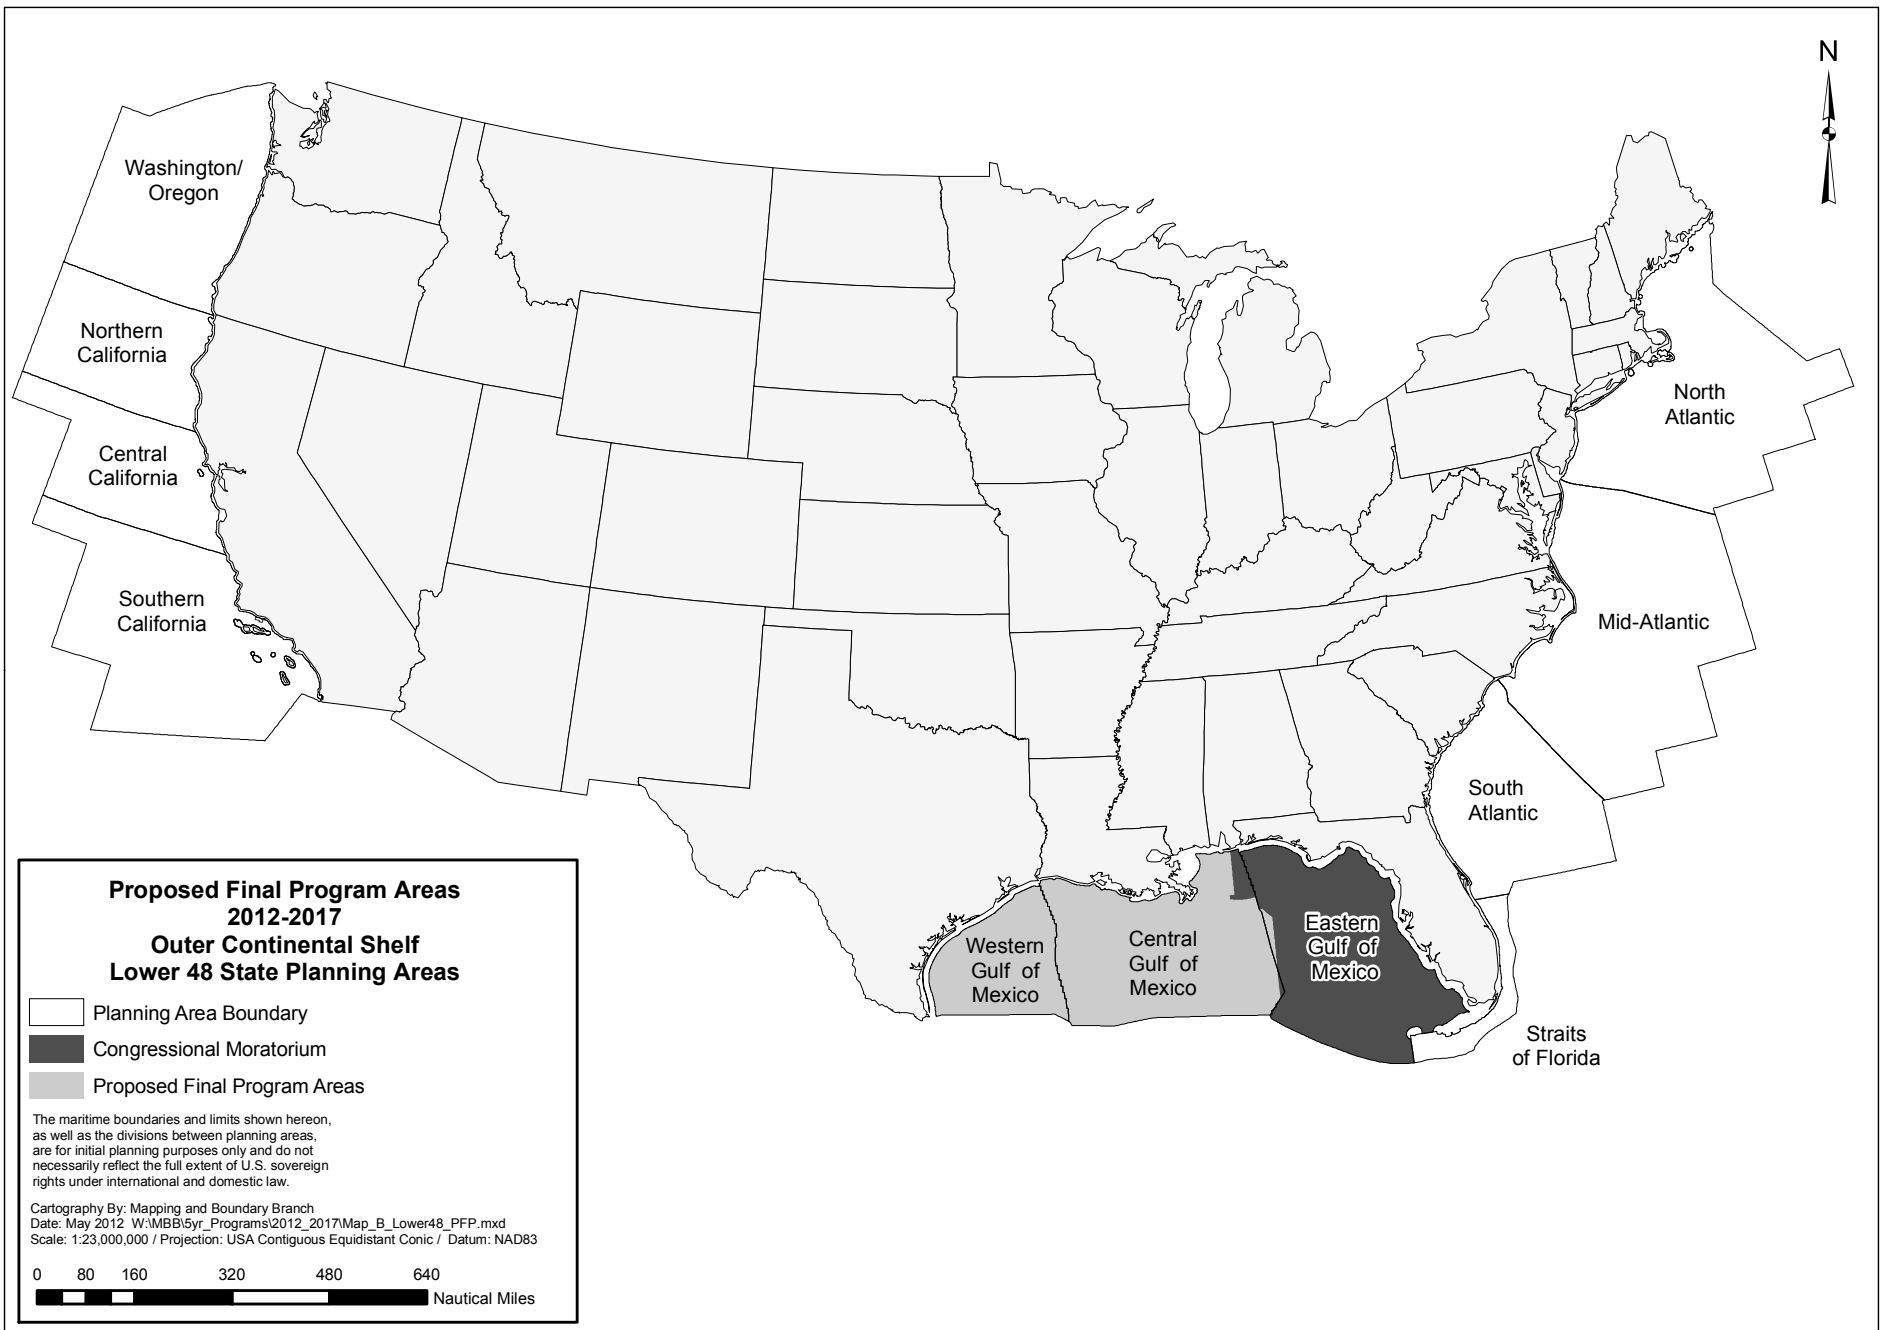 N
Washington/
Oregon
Northern
California
Central
California
Southern
California
North
Atlantic
Mid-Atlantic
South
Atlantic
Straits
of Florida
Western
Gulf of
Mexico
Central
Gulf of
Mexico
Eastern
Gulf of
Mexico
Proposed Final Program Areas
2012-2017
Outer Continental Shelf
Lower 48 State Planning Areas
Planning Area Boundary
Congressional Moratorium
Proposed Final Program Areas
The maritime boundaries and limits shown hereon,
as well as the divisions between planning areas,
are for initial planning purposes only and do not
necessarily reflect the full extent of U.S. sovereign
rights under international and domestic law.
Cartography By: Mapping and Boundary Branch
Date: May 2012 W:\MBB\5yr_Programs\2012_2017\Map_B_Lower48_PFP.mxd
Scale: 1:23,000,000 / Projection: USA Contiguous Equidistant Conic / Datum: NAD83
0 80 160 320 480 640
Nautical Miles